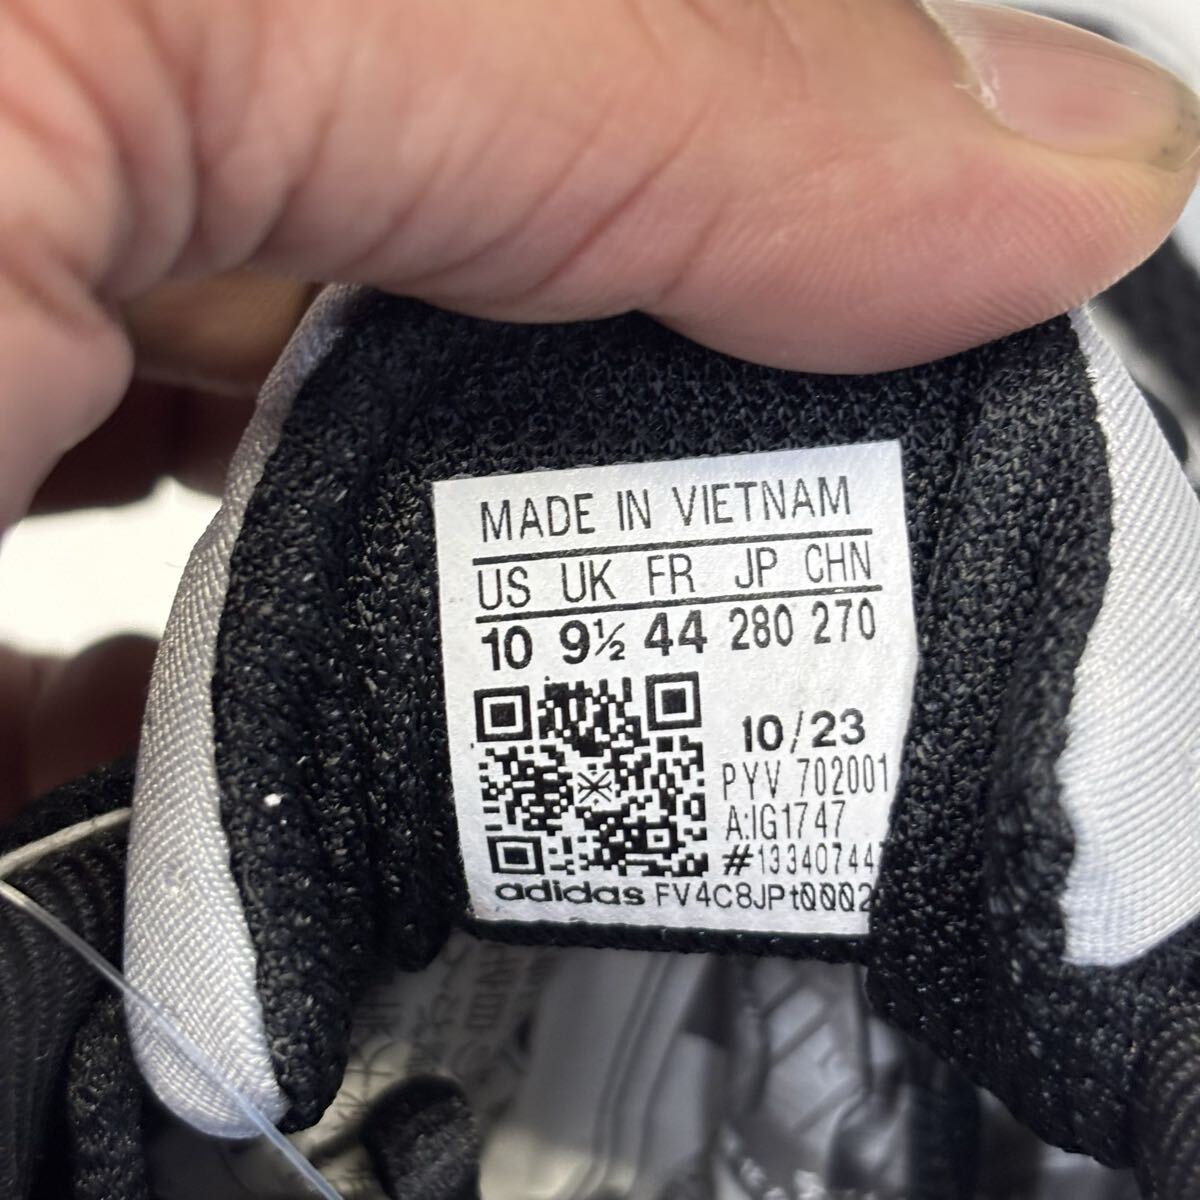 MADE IN VIETNAM
US UK FR JP CHN
10 9½ 44 280 270
10/23
PYV 702001
A:IG1747
#13340744
adidas FV4C8JPt0002